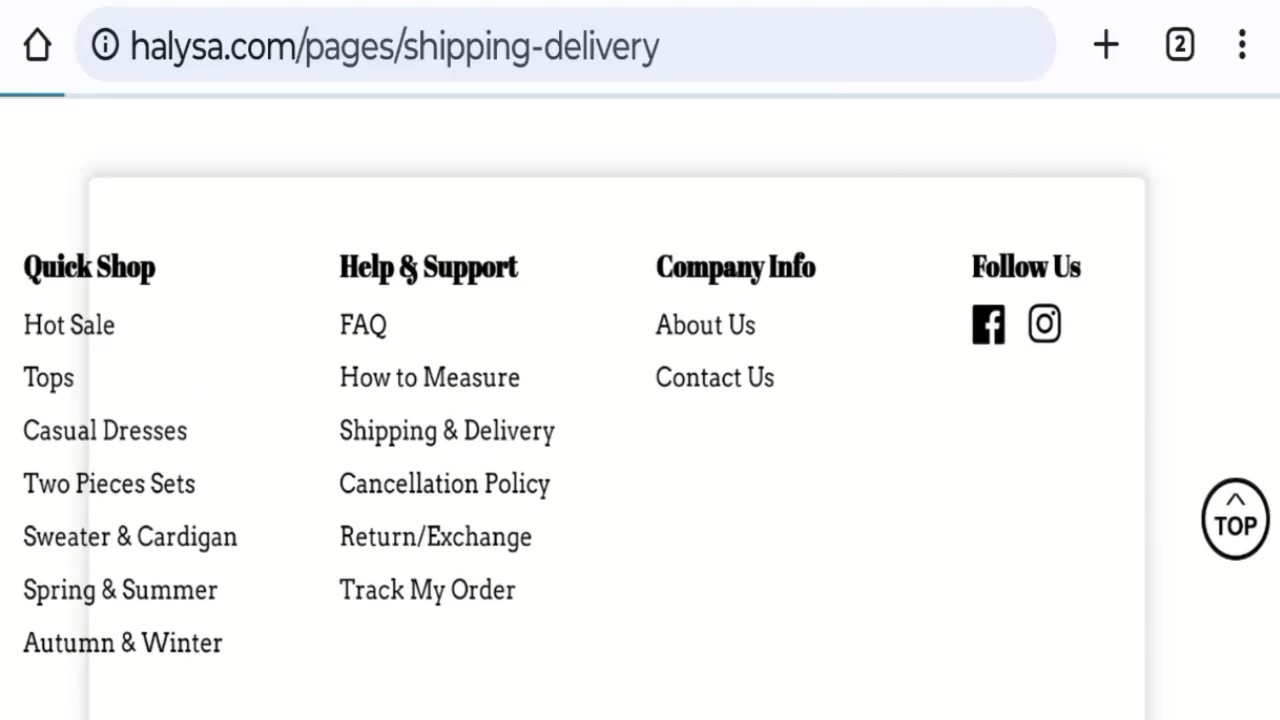 halysa.com/pages/shipping-delivery
2
Quick Shop
Hot Sale
Tops
Casual Dresses
Two Pieces Sets
Sweater & Cardigan
Spring & Summer
Autumn & Winter
Help & Support
FAQ
How to Measure
Shipping & Delivery
Cancellation Policy
Return/Exchange
Track My Order
Company Info
About Us
Contact Us
Follow Us
TOP